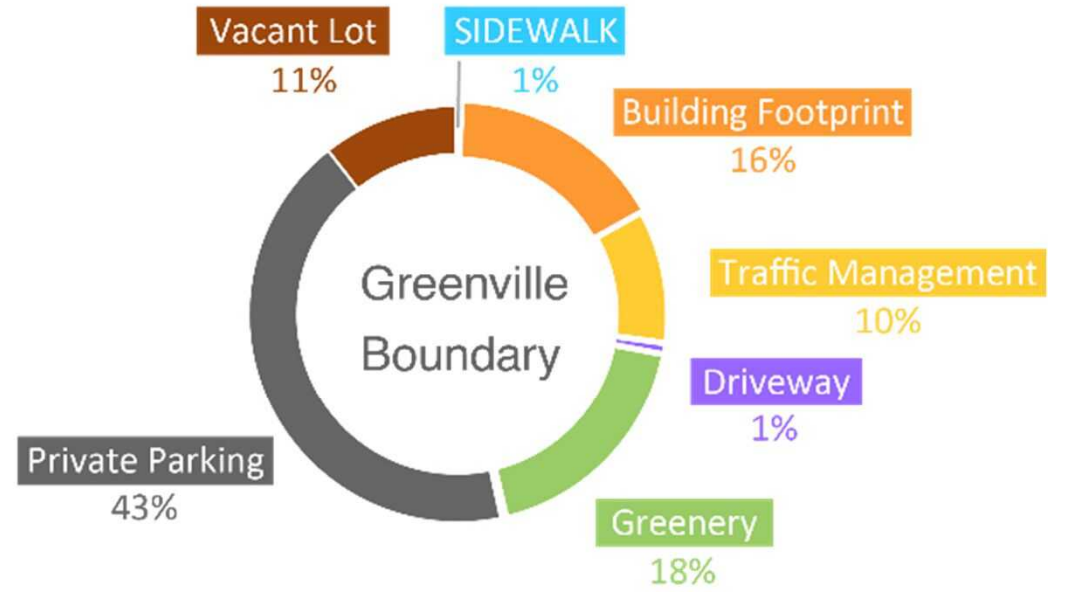 Vacant Lot
11%
SIDEWALK
1%
Building Footprint
16%
Traffic Management
10%
Driveway
1%
Greenery
18%
Private Parking
43%
Greenville
Boundary